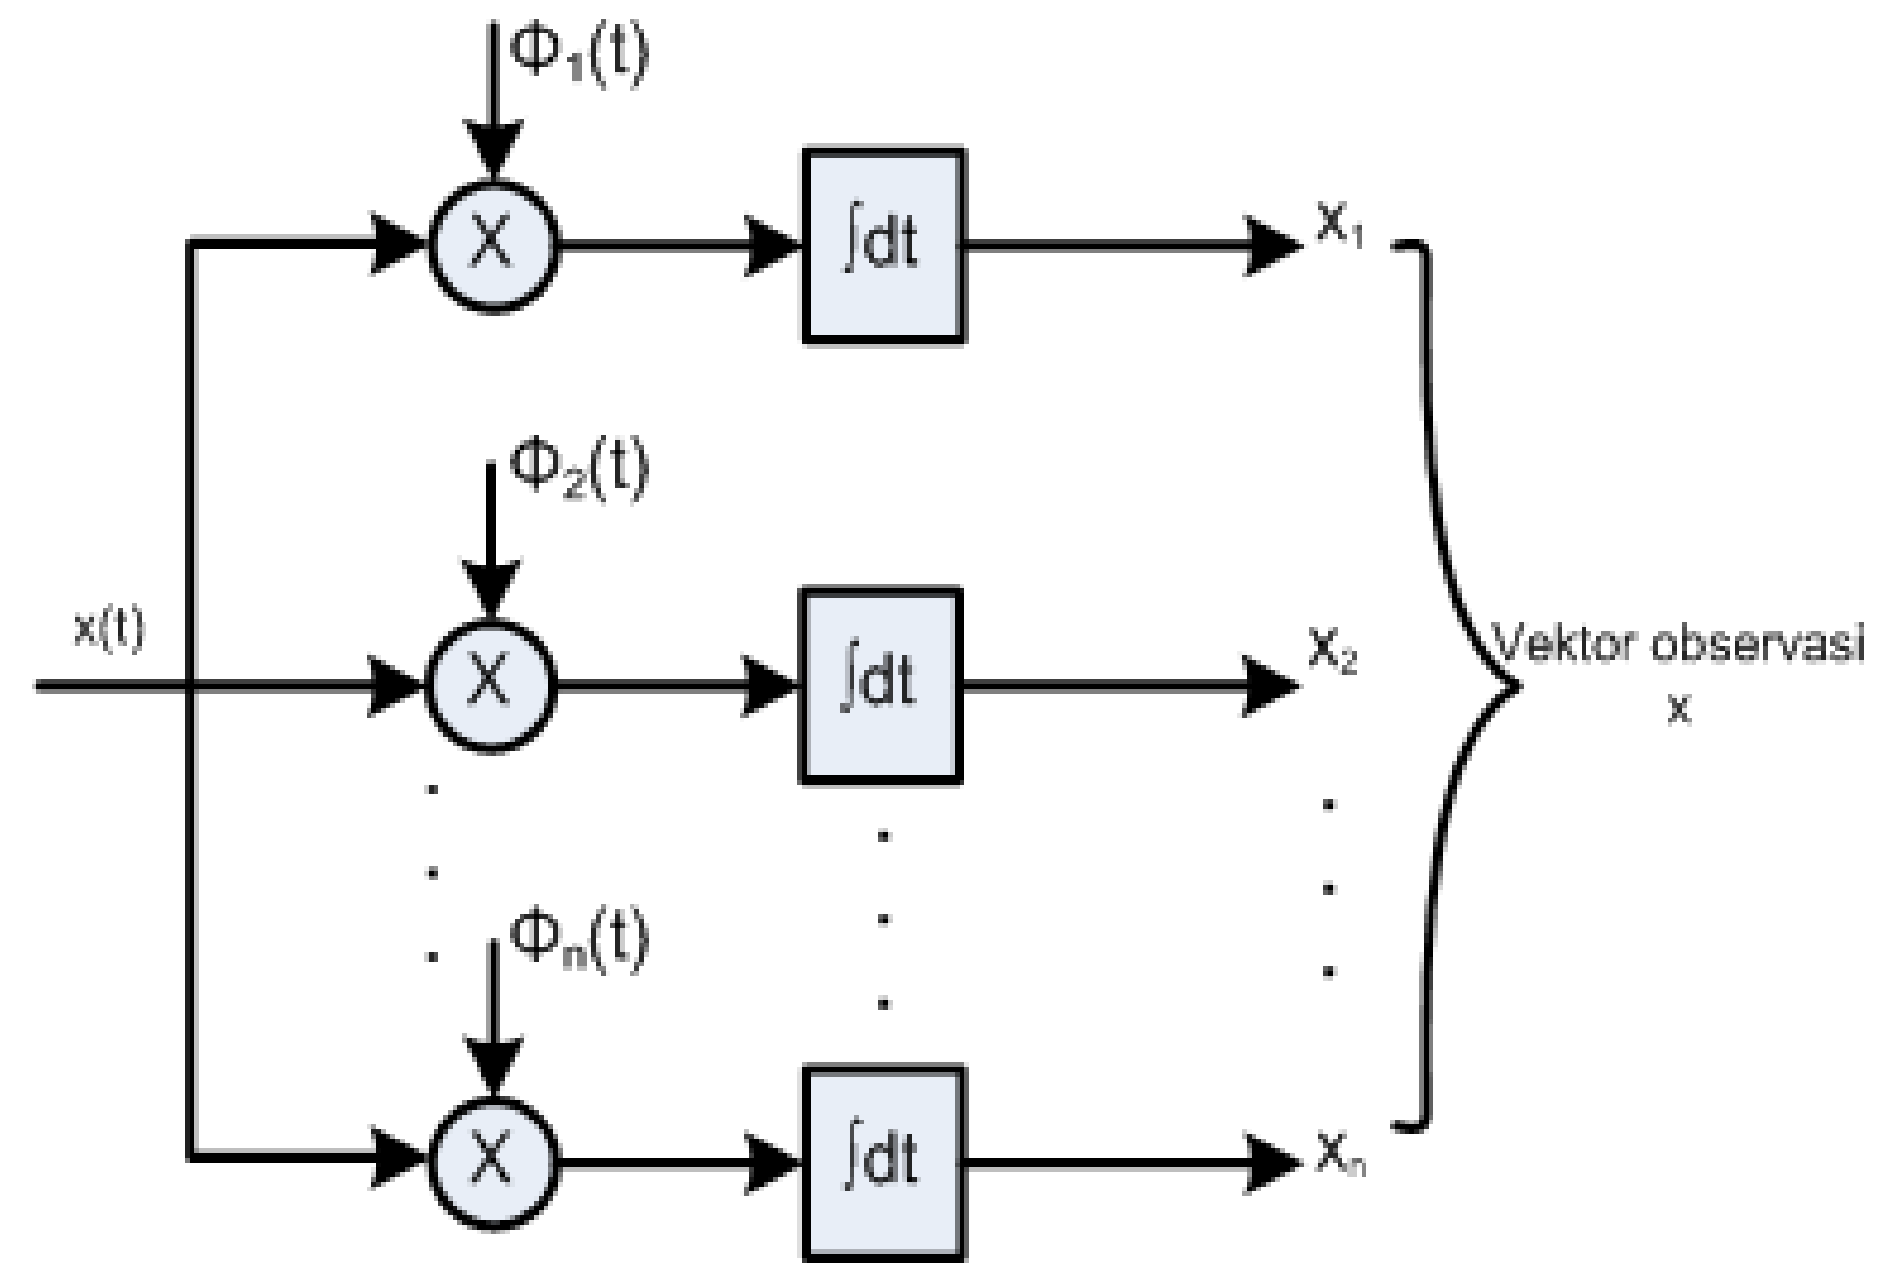 Φ₁(t)
X
∫dt
X₁
Φ₂(t)
x(t)
X
∫dt
X₂
Vektor observasi
x
Φₙ(t)
X
∫dt
Xₙ